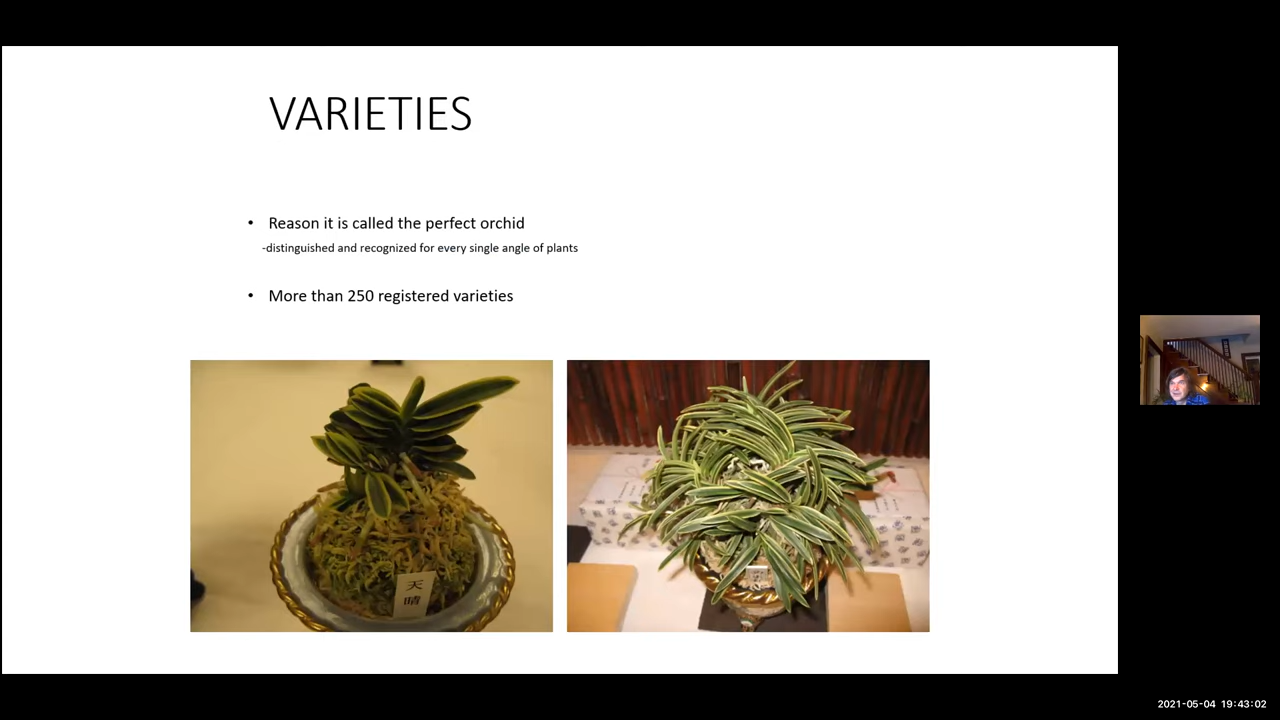 VARIETIES
• Reason it is called the perfect orchid
-distinguished and recognized for every single angle of plants
• More than 250 registered varieties
天
晴
2021-05-04 19:43:02